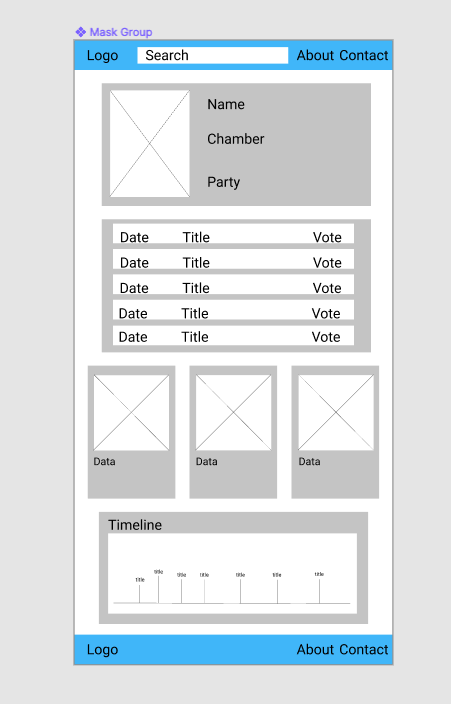 Mask Group
Logo Search About Contact
Name
Chamber
Party
Date Title Vote
Date Title Vote
Date Title Vote
Date Title Vote
Date Title Vote
Data Data Data
Timeline
title title title title title title title
Logo About Contact